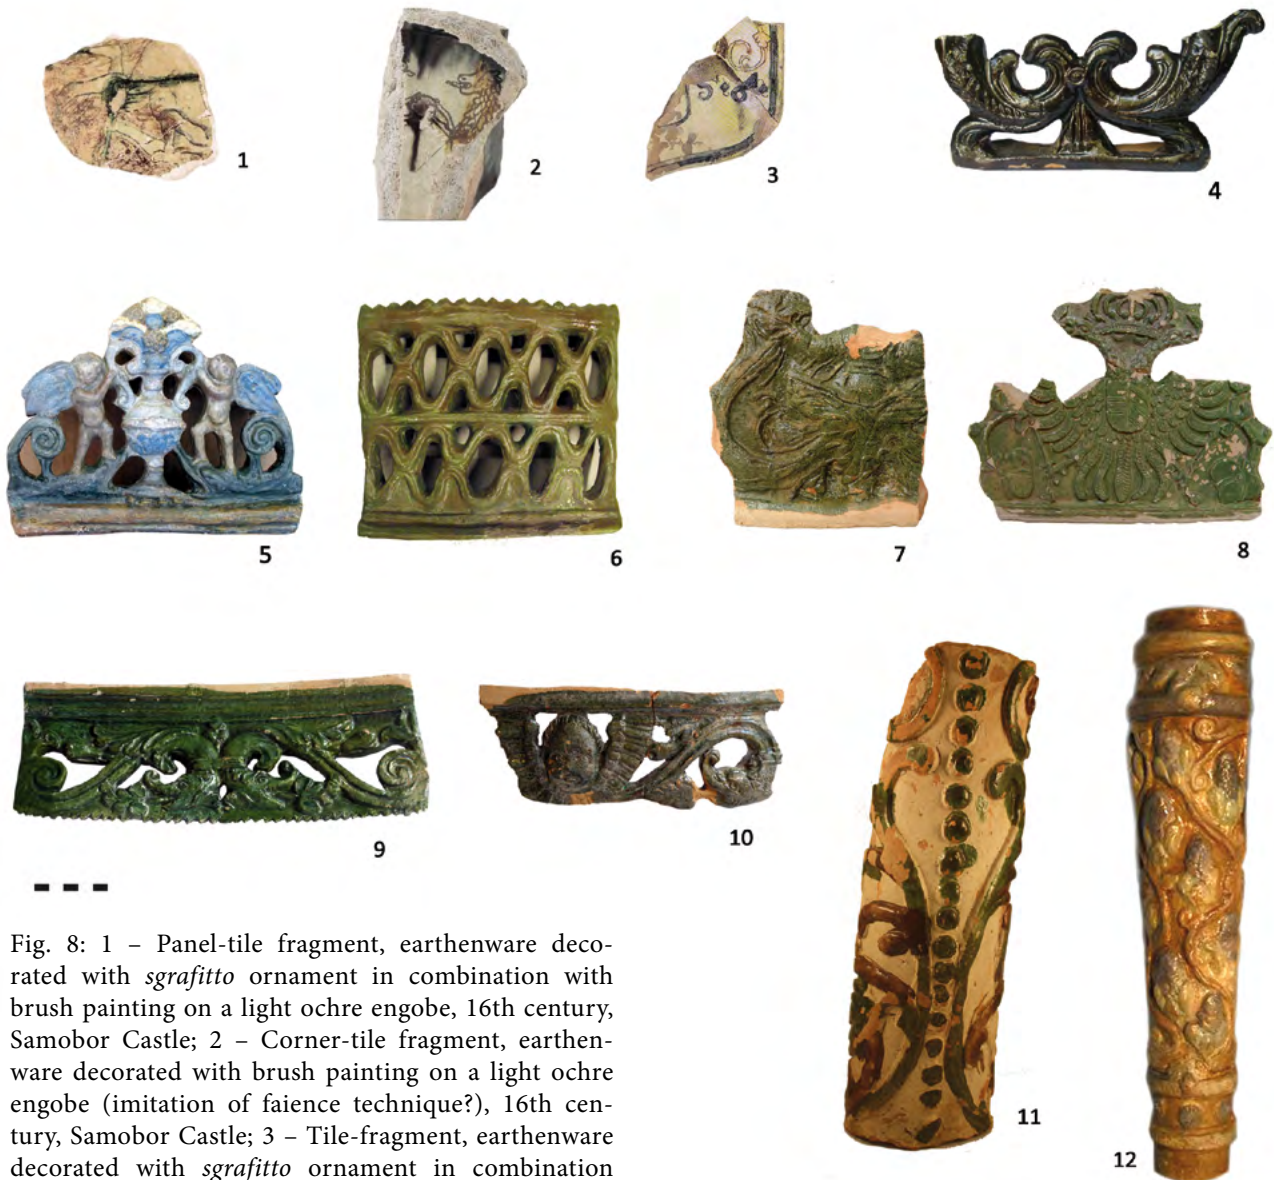 1
2
3
4
5
6
7
8
9
10
11
12
Fig. 8: 1 – Panel-tile fragment, earthenware deco-
rated with sgrafitto ornament in combination with
brush painting on a light ochre engobe, 16th century,
Samobor Castle; 2 – Corner-tile fragment, earthen-
ware decorated with brush painting on a light ochre
engobe (imitation of faience technique?), 16th cen-
tury, Samobor Castle; 3 – Tile-fragment, earthenware
decorated with sgrafitto ornament in combination